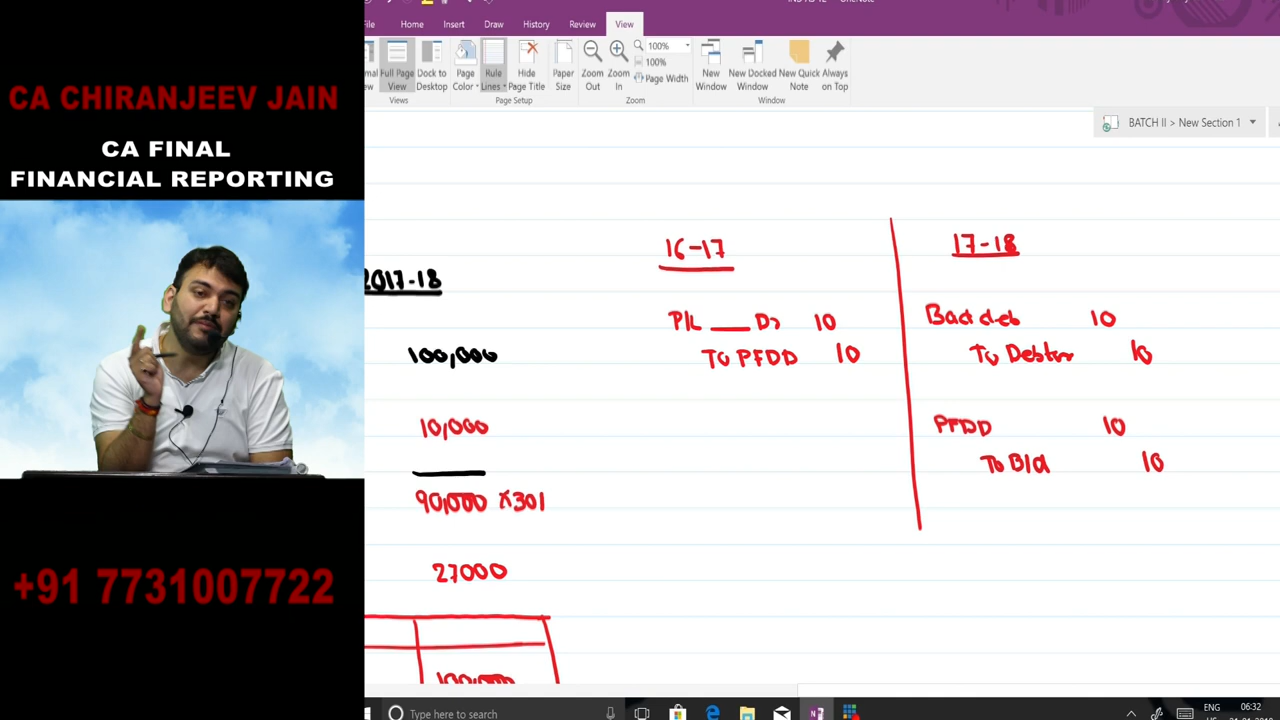 CA CHIRANJEEV JAIN
CA FINAL
FINANCIAL REPORTING
+91 7731007722
File Home Insert Draw History Review View
Full Page View
Dock to Desktop
Page Color
Rule Lines
Hide Page Title
Paper Size
Zoom Out
Zoom In
100%
100%
Page Width
New Window
New Docked Window
New Quick Note
Always on Top
Views Page Setup Zoom Window
BATCH II > New Section 1
2017-18
100,000
10,000
90,000 x 30%
27000
100,000
16-17
P/L ___ Dr 10
To PFDD 10
17-18
Bad deb 10
To Debtor 10
PFDD 10
To B/d 10
Type here to search
ENG
06:32